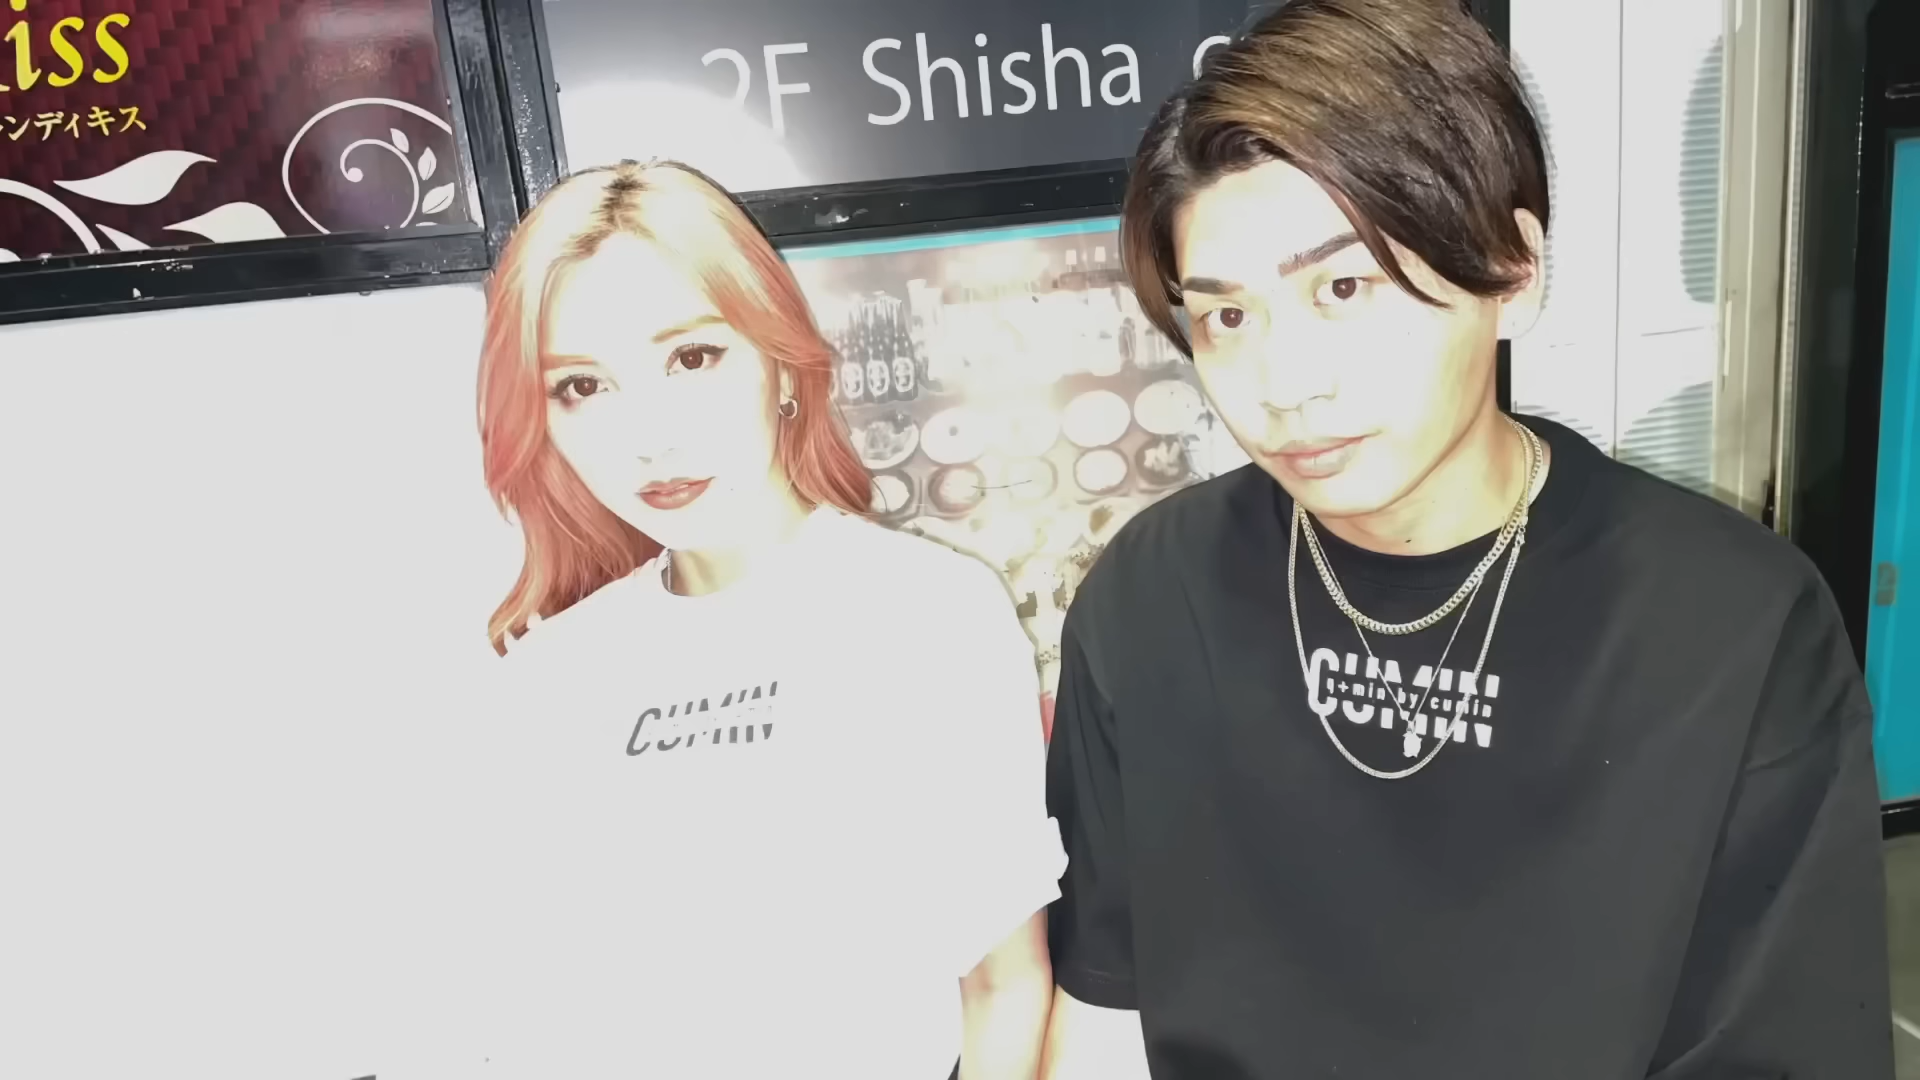 iss
ンディキス
2F Shisha
CUMIN
CUMIN
q+min by cumin